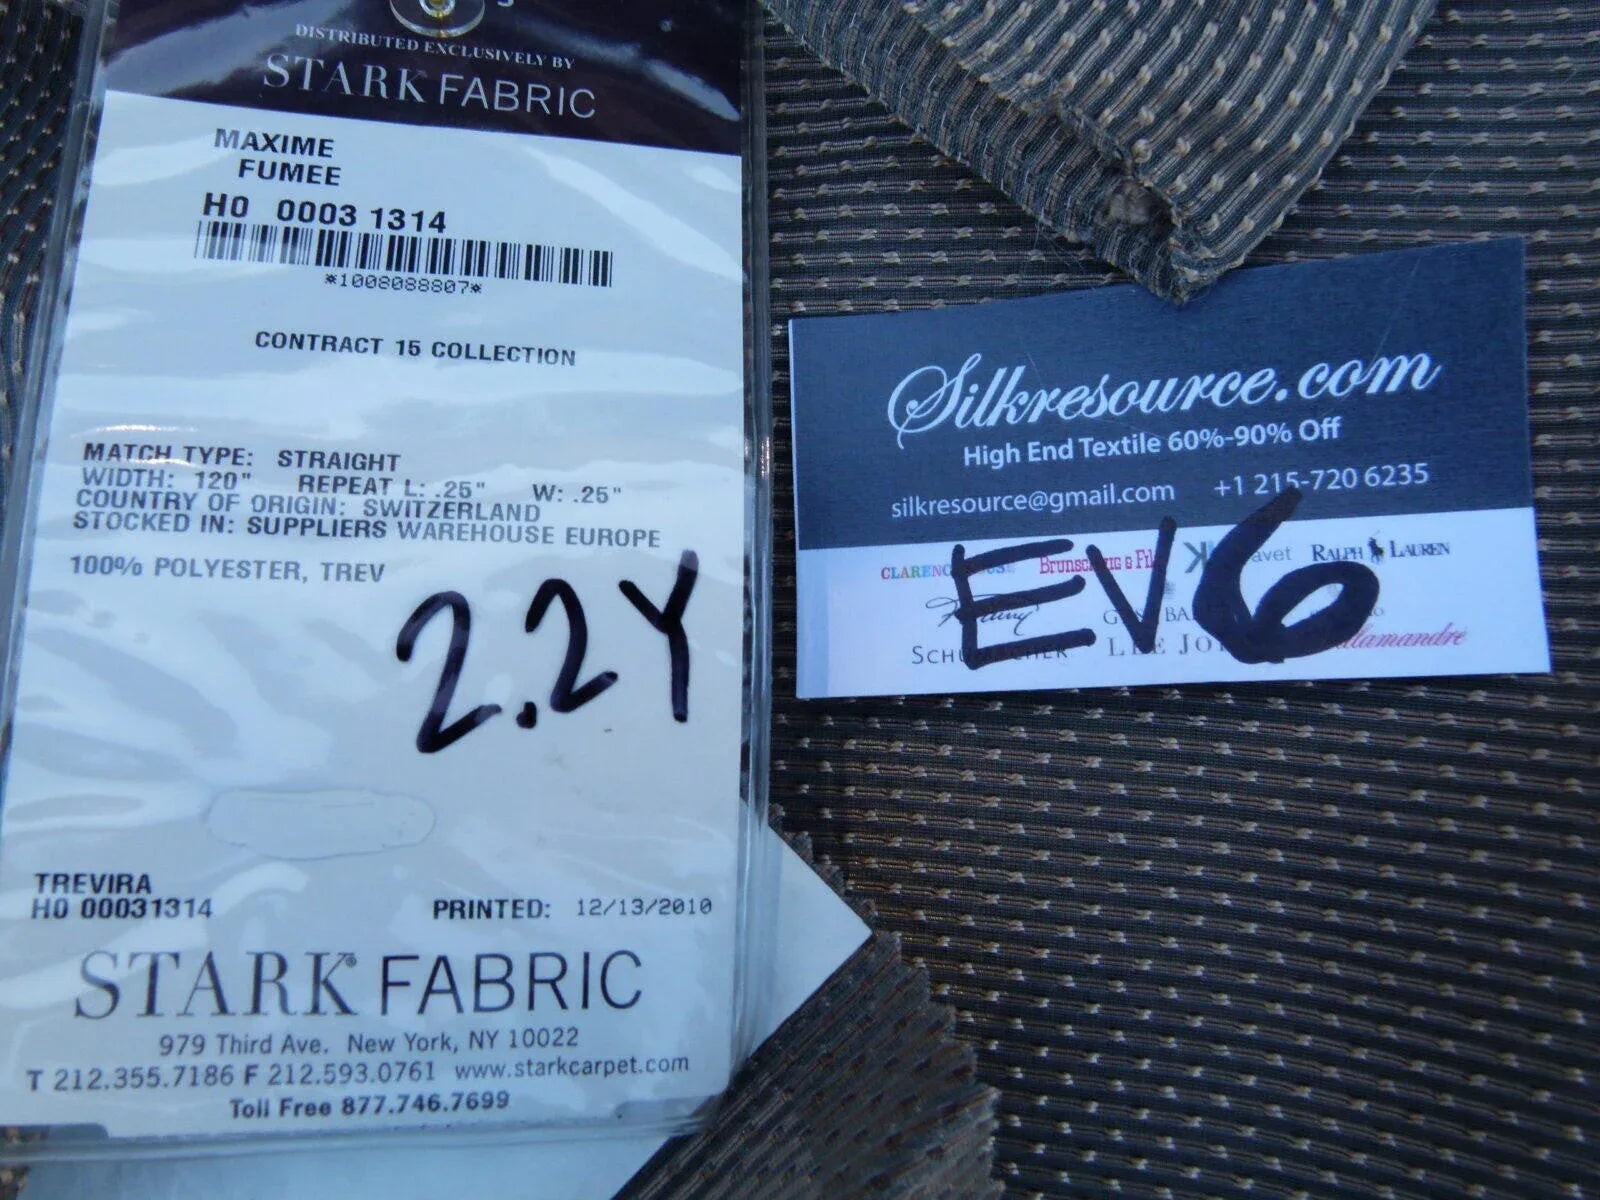 DISTRIBUTED EXCLUSIVELY BY
STARK FABRIC
MAXIME
FUMEE
H0 0003 1314
*1008088807*
CONTRACT 15 COLLECTION
MATCH TYPE: STRAIGHT
WIDTH: 120" REPEAT L: .25" W: .25"
COUNTRY OF ORIGIN: SWITZERLAND
STOCKED IN: SUPPLIERS WAREHOUSE EUROPE
100% POLYESTER, TREV
2.2Y
TREVIRA
H0 00031314 PRINTED: 12/13/2010
STARK® FABRIC
979 Third Ave. New York, NY 10022
T 212.355.7186 F 212.593.0761 www.starkcarpet.com
Toll Free 877.746.7699
Silkresource.com
High End Textile 60%-90% Off
silkresource@gmail.com +1 215-720 6235
RALPH LAUREN
EV6